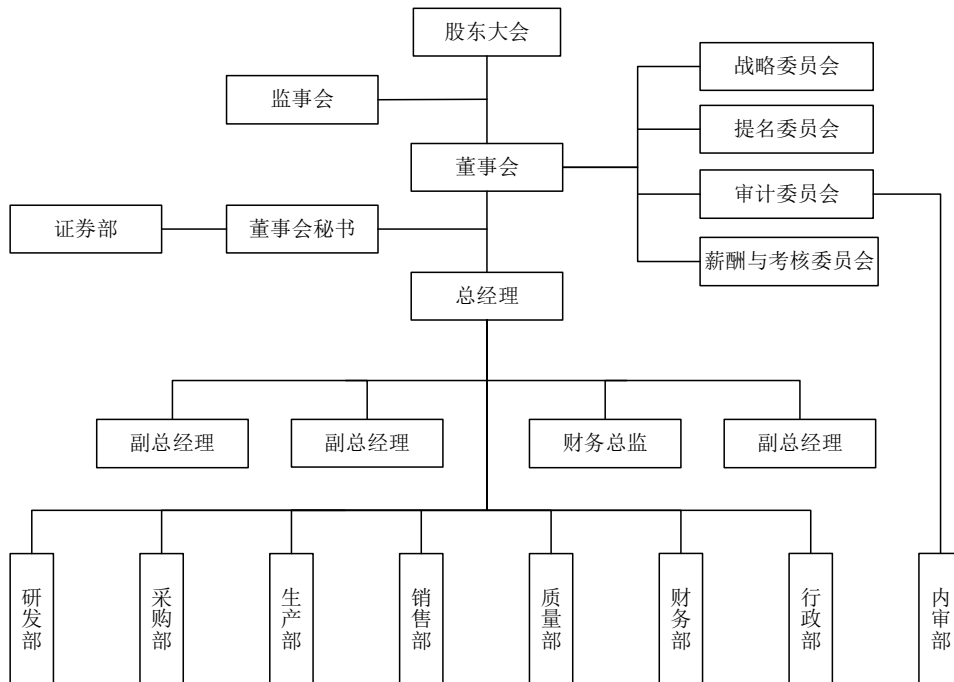 股东大会
战略委员会
监事会
提名委员会
董事会
审计委员会
证券部
董事会秘书
薪酬与考核委员会
总经理
副总经理
副总经理
财务总监
副总经理
研发部
采购部
生产部
销售部
质量部
财务部
行政部
内审部